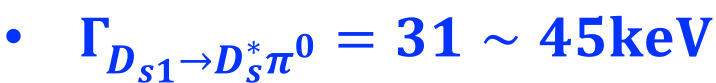 • Γ_{D_{s1}→D_s^*π^0} = 31 ~ 45keV